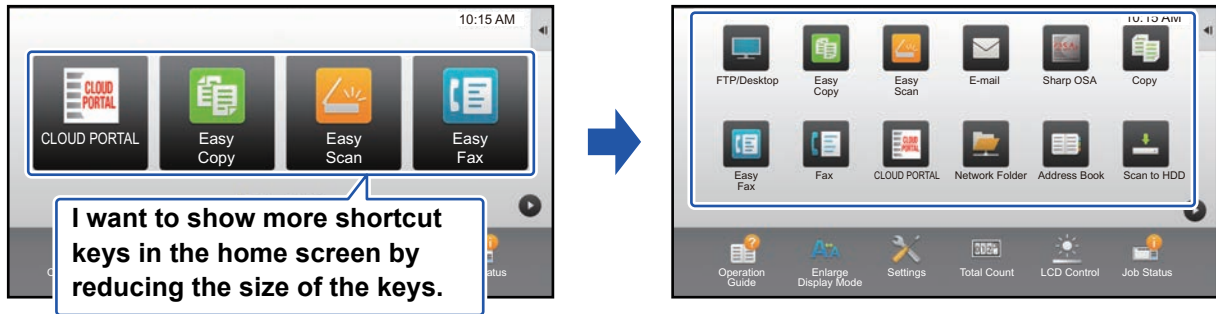 10:15 AM
CLOUD
PORTAL
CLOUD PORTAL
Easy
Copy
Easy
Scan
Easy
Fax
I want to show more shortcut
keys in the home screen by
reducing the size of the keys.
10:15 AM
FTP/Desktop
Easy
Copy
Easy
Scan
E-mail
Sharp OSA
Copy
Easy
Fax
Fax
CLOUD PORTAL
Network Folder
Address Book
Scan to HDD
Operation
Guide
Enlarge
Display Mode
Settings
Total Count
LCD Control
Job Status